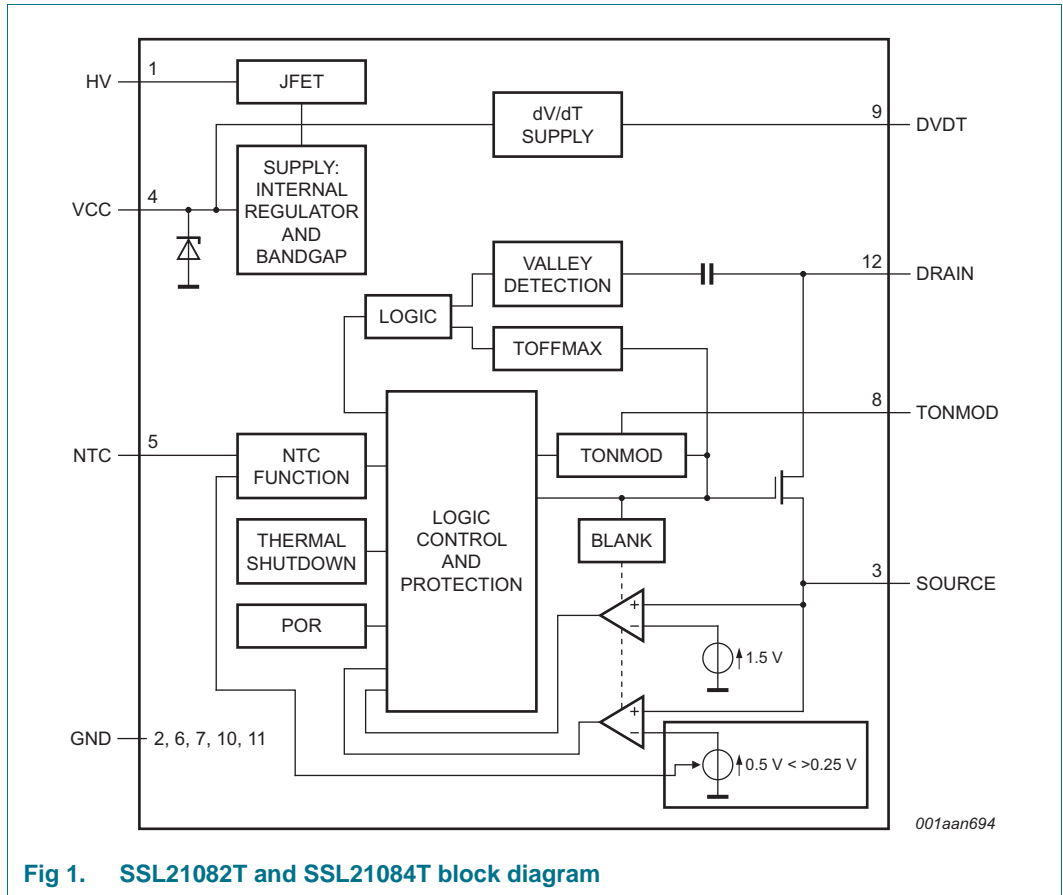 HV
1
JFET
dV/dT
SUPPLY
9
DVDT
SUPPLY:
INTERNAL
REGULATOR
AND
BANDGAP
VCC
4
VALLEY
DETECTION
12
DRAIN
LOGIC
TOFFMAX
8
TONMOD
NTC
5
NTC
FUNCTION
TONMOD
LOGIC
CONTROL
AND
PROTECTION
THERMAL
SHUTDOWN
BLANK
3
SOURCE
POR
+
−
1.5 V
+
−
GND
2, 6, 7, 10, 11
0.5 V < >0.25 V
001aan694
Fig 1. SSL21082T and SSL21084T block diagram